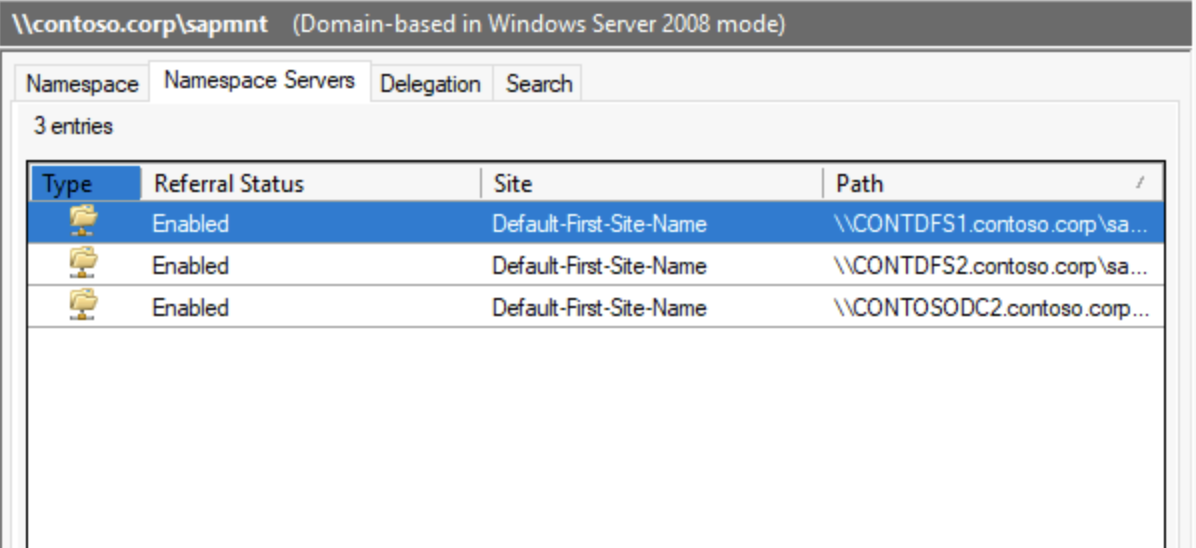 \\contoso.corp\sapmnt (Domain-based in Windows Server 2008 mode)
Namespace Namespace Servers Delegation Search
3 entries
Type Referral Status Site Path
Enabled Default-First-Site-Name \\CONTDFS1.contoso.corp\sa...
Enabled Default-First-Site-Name \\CONTDFS2.contoso.corp\sa...
Enabled Default-First-Site-Name \\CONTOSODC2.contoso.corp...